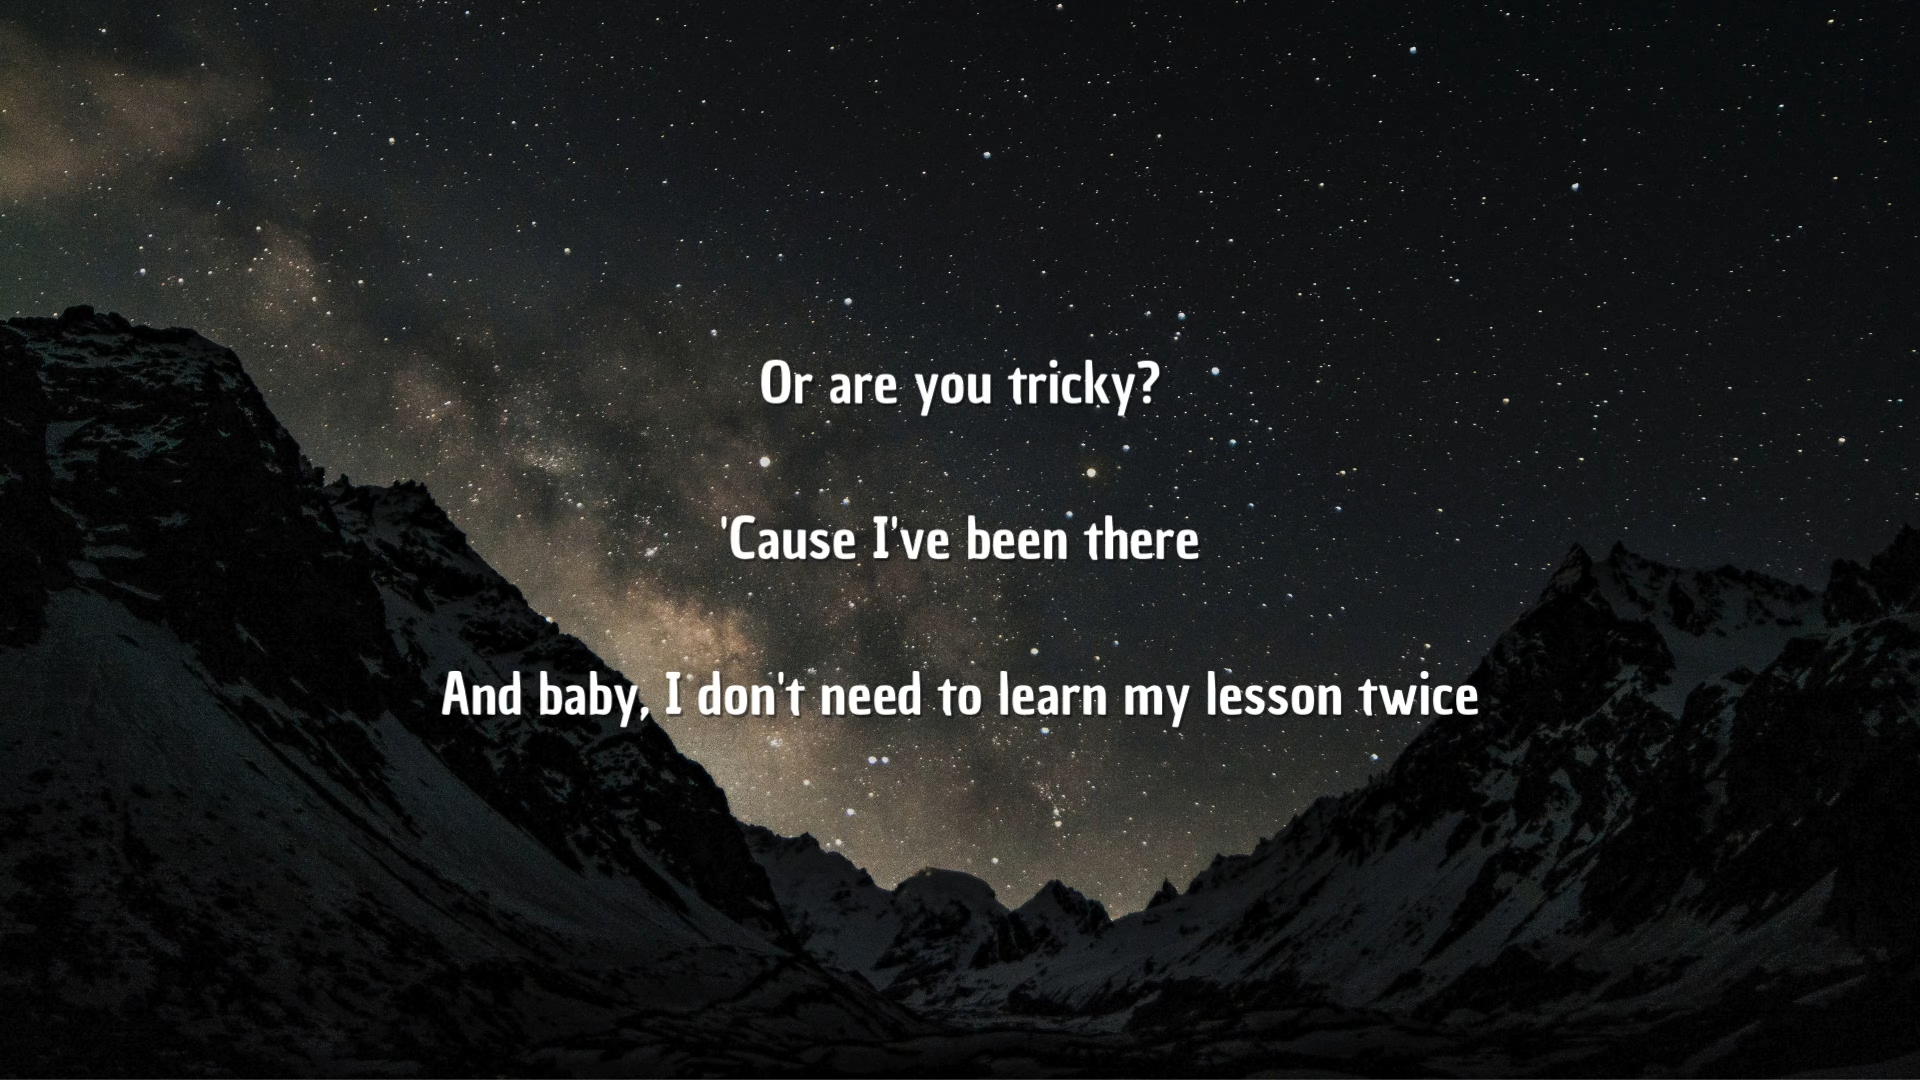 Or are you tricky?
'Cause I've been there
And baby, I don't need to learn my lesson twice